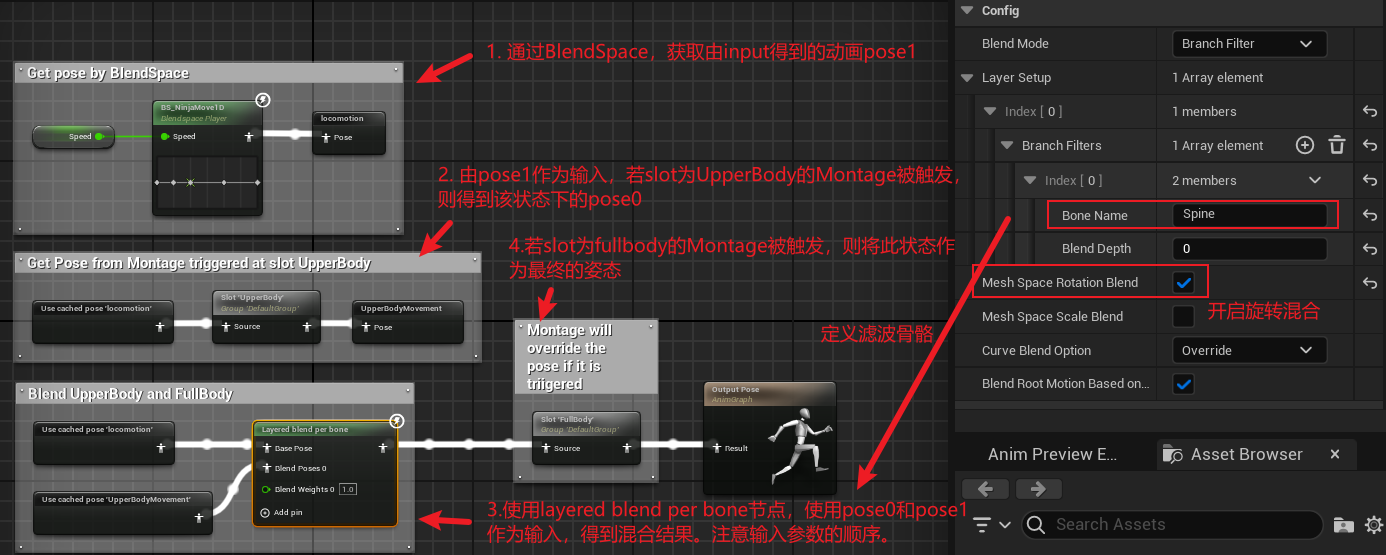 1. 通过BlendSpace，获取由input得到的动画pose1
Get pose by BlendSpace
BS_NinjaMove1D
Blendspace Player
Speed
Speed
locomotion
Pose
2. 由pose1作为输入，若slot为UpperBody的Montage被触发，
则得到该状态下的pose0
4.若slot为fullbody的Montage被触发，则将此状态作
为最终的姿态
Get Pose from Montage triggered at slot UpperBody
Use cached pose 'locomotion'
Slot 'UpperBody'
Group 'DefaultGroup'
Source
UpperBodyMovement
Pose
Montage will
override the
pose if it is
triigered
Slot 'FullBody'
Group 'DefaultGroup'
Source
Output Pose
AnimGraph
Result
Blend UpperBody and FullBody
Use cached pose 'locomotion'
Layered blend per bone
Base Pose
Blend Poses 0
Blend Weights 0 1.0
Add pin
Use cached pose 'UpperBodyMovement'
3.使用layered blend per bone节点，使用pose0和pose1
作为输入，得到混合结果。注意输入参数的顺序。
定义滤波骨骼
Config
Blend Mode Branch Filter
Layer Setup 1 Array element
Index [ 0 ] 1 members
Branch Filters 1 Array element
Index [ 0 ] 2 members
Bone Name Spine
Blend Depth 0
Mesh Space Rotation Blend
开启旋转混合
Mesh Space Scale Blend
Curve Blend Option Override
Blend Root Motion Based on...
Anim Preview E... Asset Browser
Search Assets